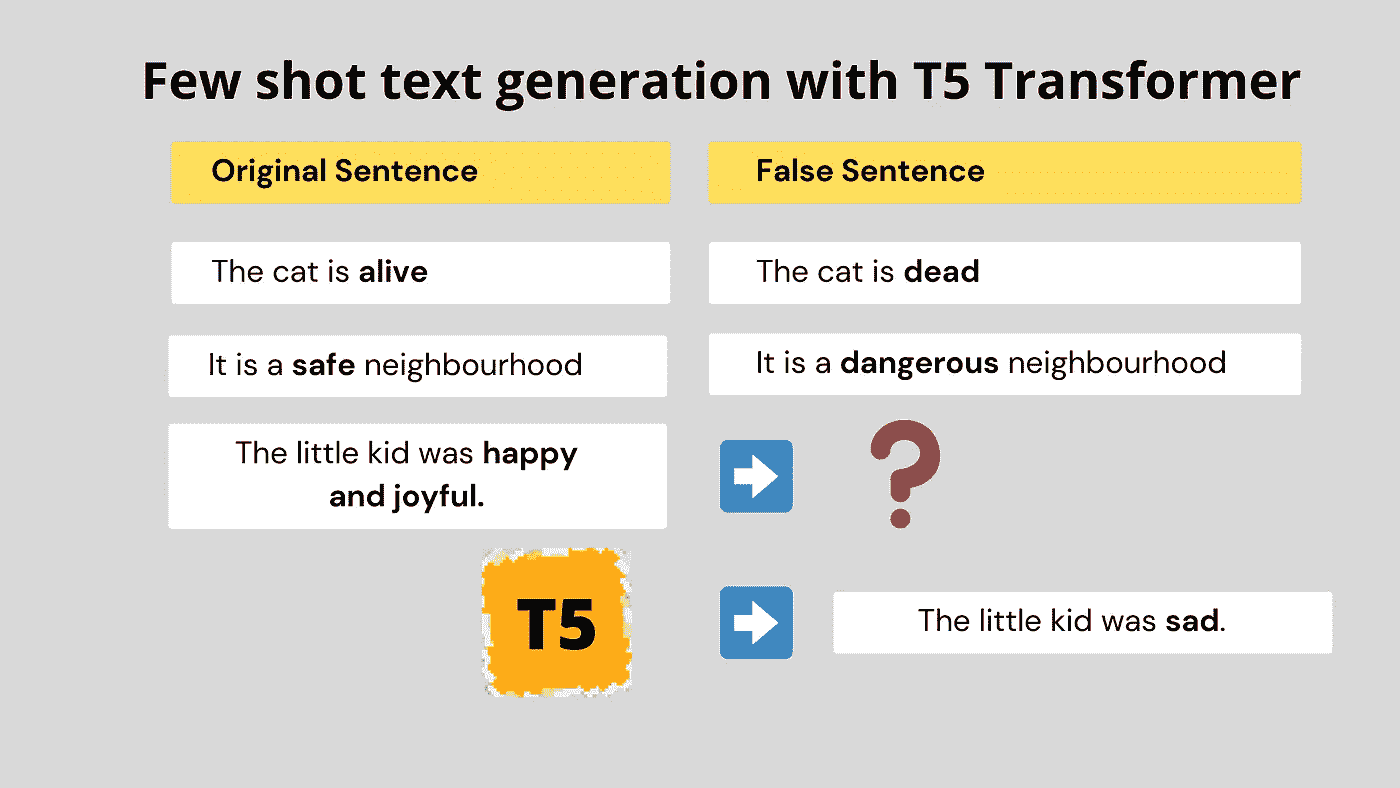 Few shot text generation with T5 Transformer
Original Sentence
False Sentence
The cat is alive
The cat is dead
It is a safe neighbourhood
It is a dangerous neighbourhood
The little kid was happy
and joyful.
?
T5
The little kid was sad.